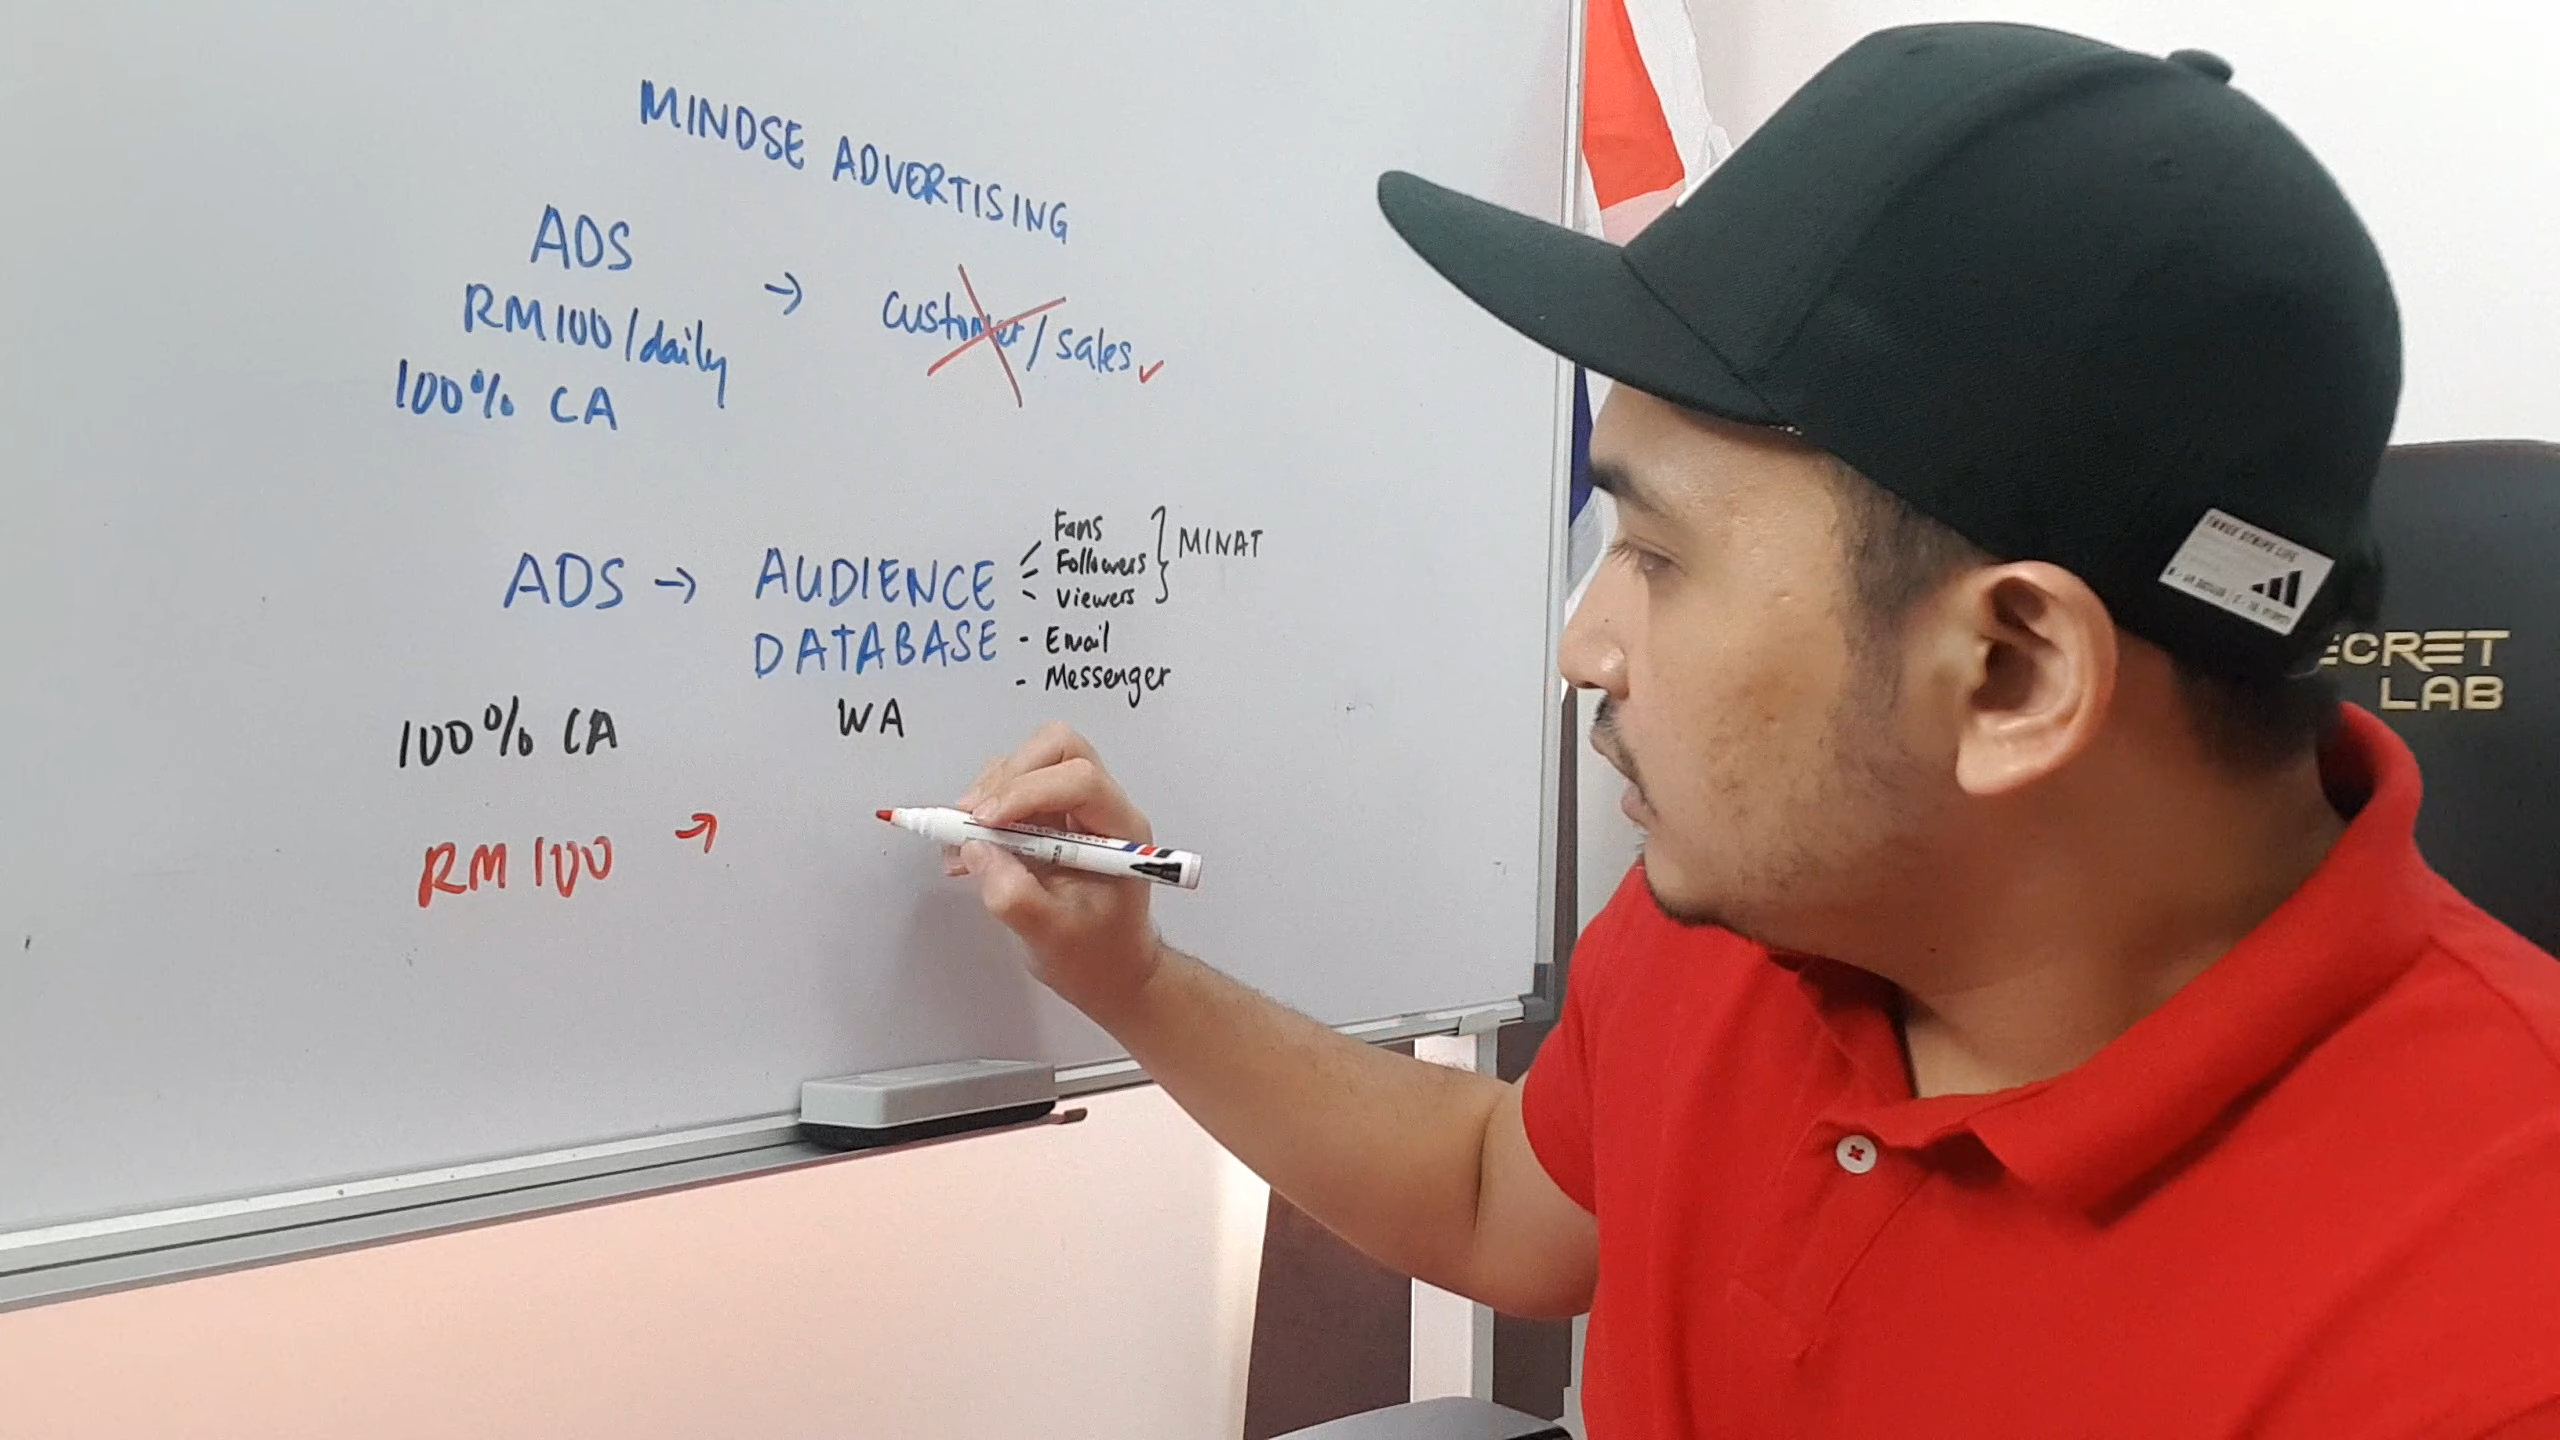 MINDSE ADVERTISING
ADS
RM100/daily → customer/sales ✓
100% CA
ADS → AUDIENCE
Fans
Followers
Viewers
MINAT
DATABASE - Email
- Messenger
100% CA
WA
RM100 →
SECRET
LAB